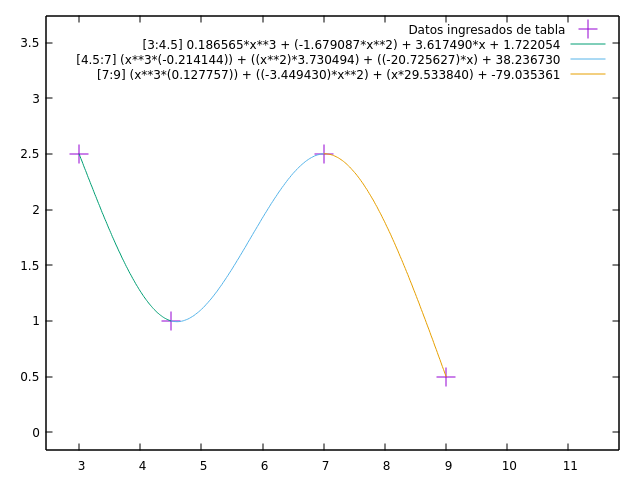 Datos ingresados de tabla
[3:4.5] 0.186565*x**3 + (-1.679087*x**2) + 3.617490*x + 1.722054
[4.5:7] (x**3*(-0.214144)) + ((x**2)*3.730494) + ((-20.725627)*x) + 38.236730
[7:9] (x**3*(0.127757)) + ((-3.449430)*x**2) + (x*29.533840) + -79.035361
3.5
3
2.5
2
1.5
1
0.5
0
3 4 5 6 7 8 9 10 11